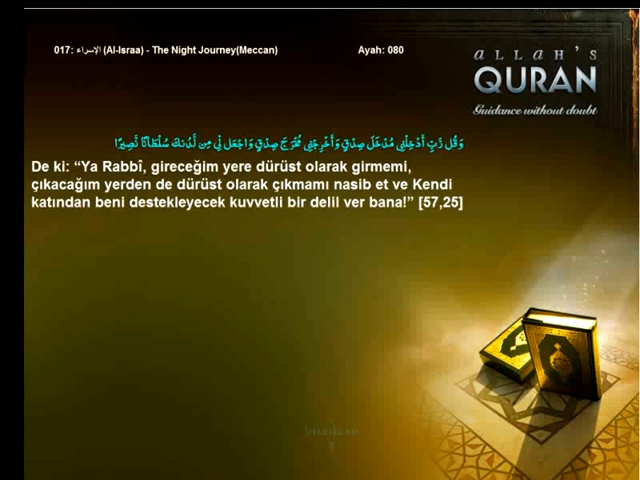 017: الإسراء (Al-Israa) - The Night Journey(Meccan) Ayah: 080
ALLAH'S
QURAN
Guidance without doubt
وَقُل رَّبِّ أَدْخِلْنِي مُدْخَلَ صِدْقٍ وَأَخْرِجْنِي مُخْرَجَ صِدْقٍ وَاجْعَل لِّي مِن لَّدُنكَ سُلْطَانًا نَّصِيرًا
De ki: “Ya Rabbî, gireceğim yere dürüst olarak girmemi,
çıkacağım yerden de dürüst olarak çıkmamı nasib et ve Kendi
katından beni destekleyecek kuvvetli bir delil ver bana!” [57,25]